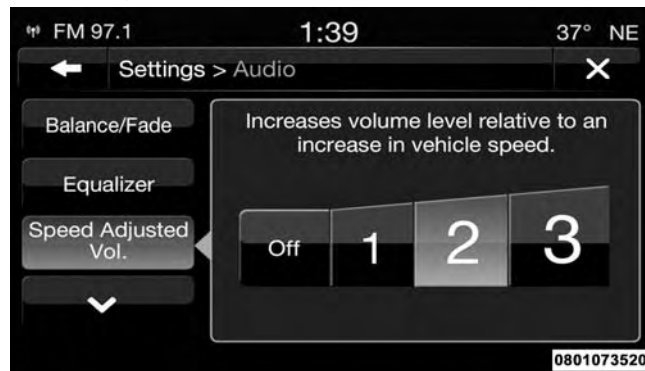 FM 97.1 1:39 37° NE
Settings > Audio
Balance/Fade
Equalizer
Speed Adjusted
Vol.
Increases volume level relative to an
increase in vehicle speed.
Off 1 2 3
0801073520